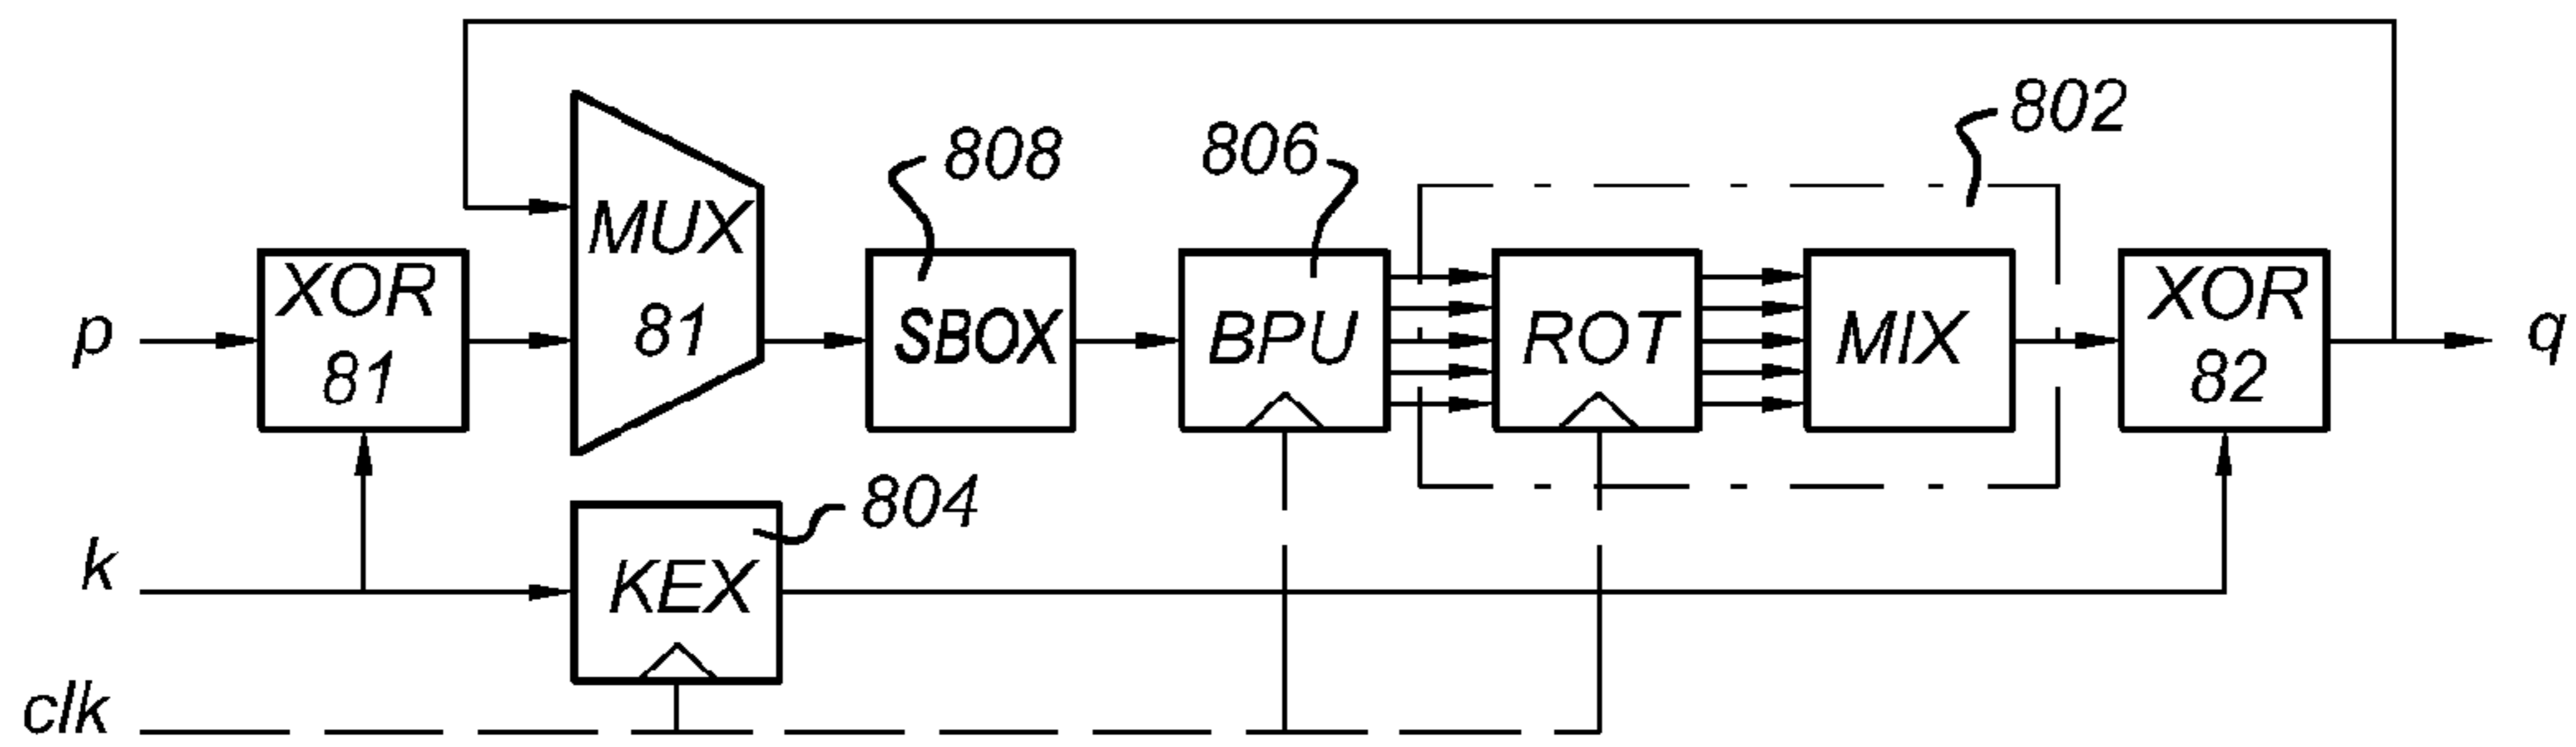 802
808
806
MUX
81
XOR
81
p
SBOX
BPU
ROT
MIX
XOR
82
q
804
k
KEX
clk